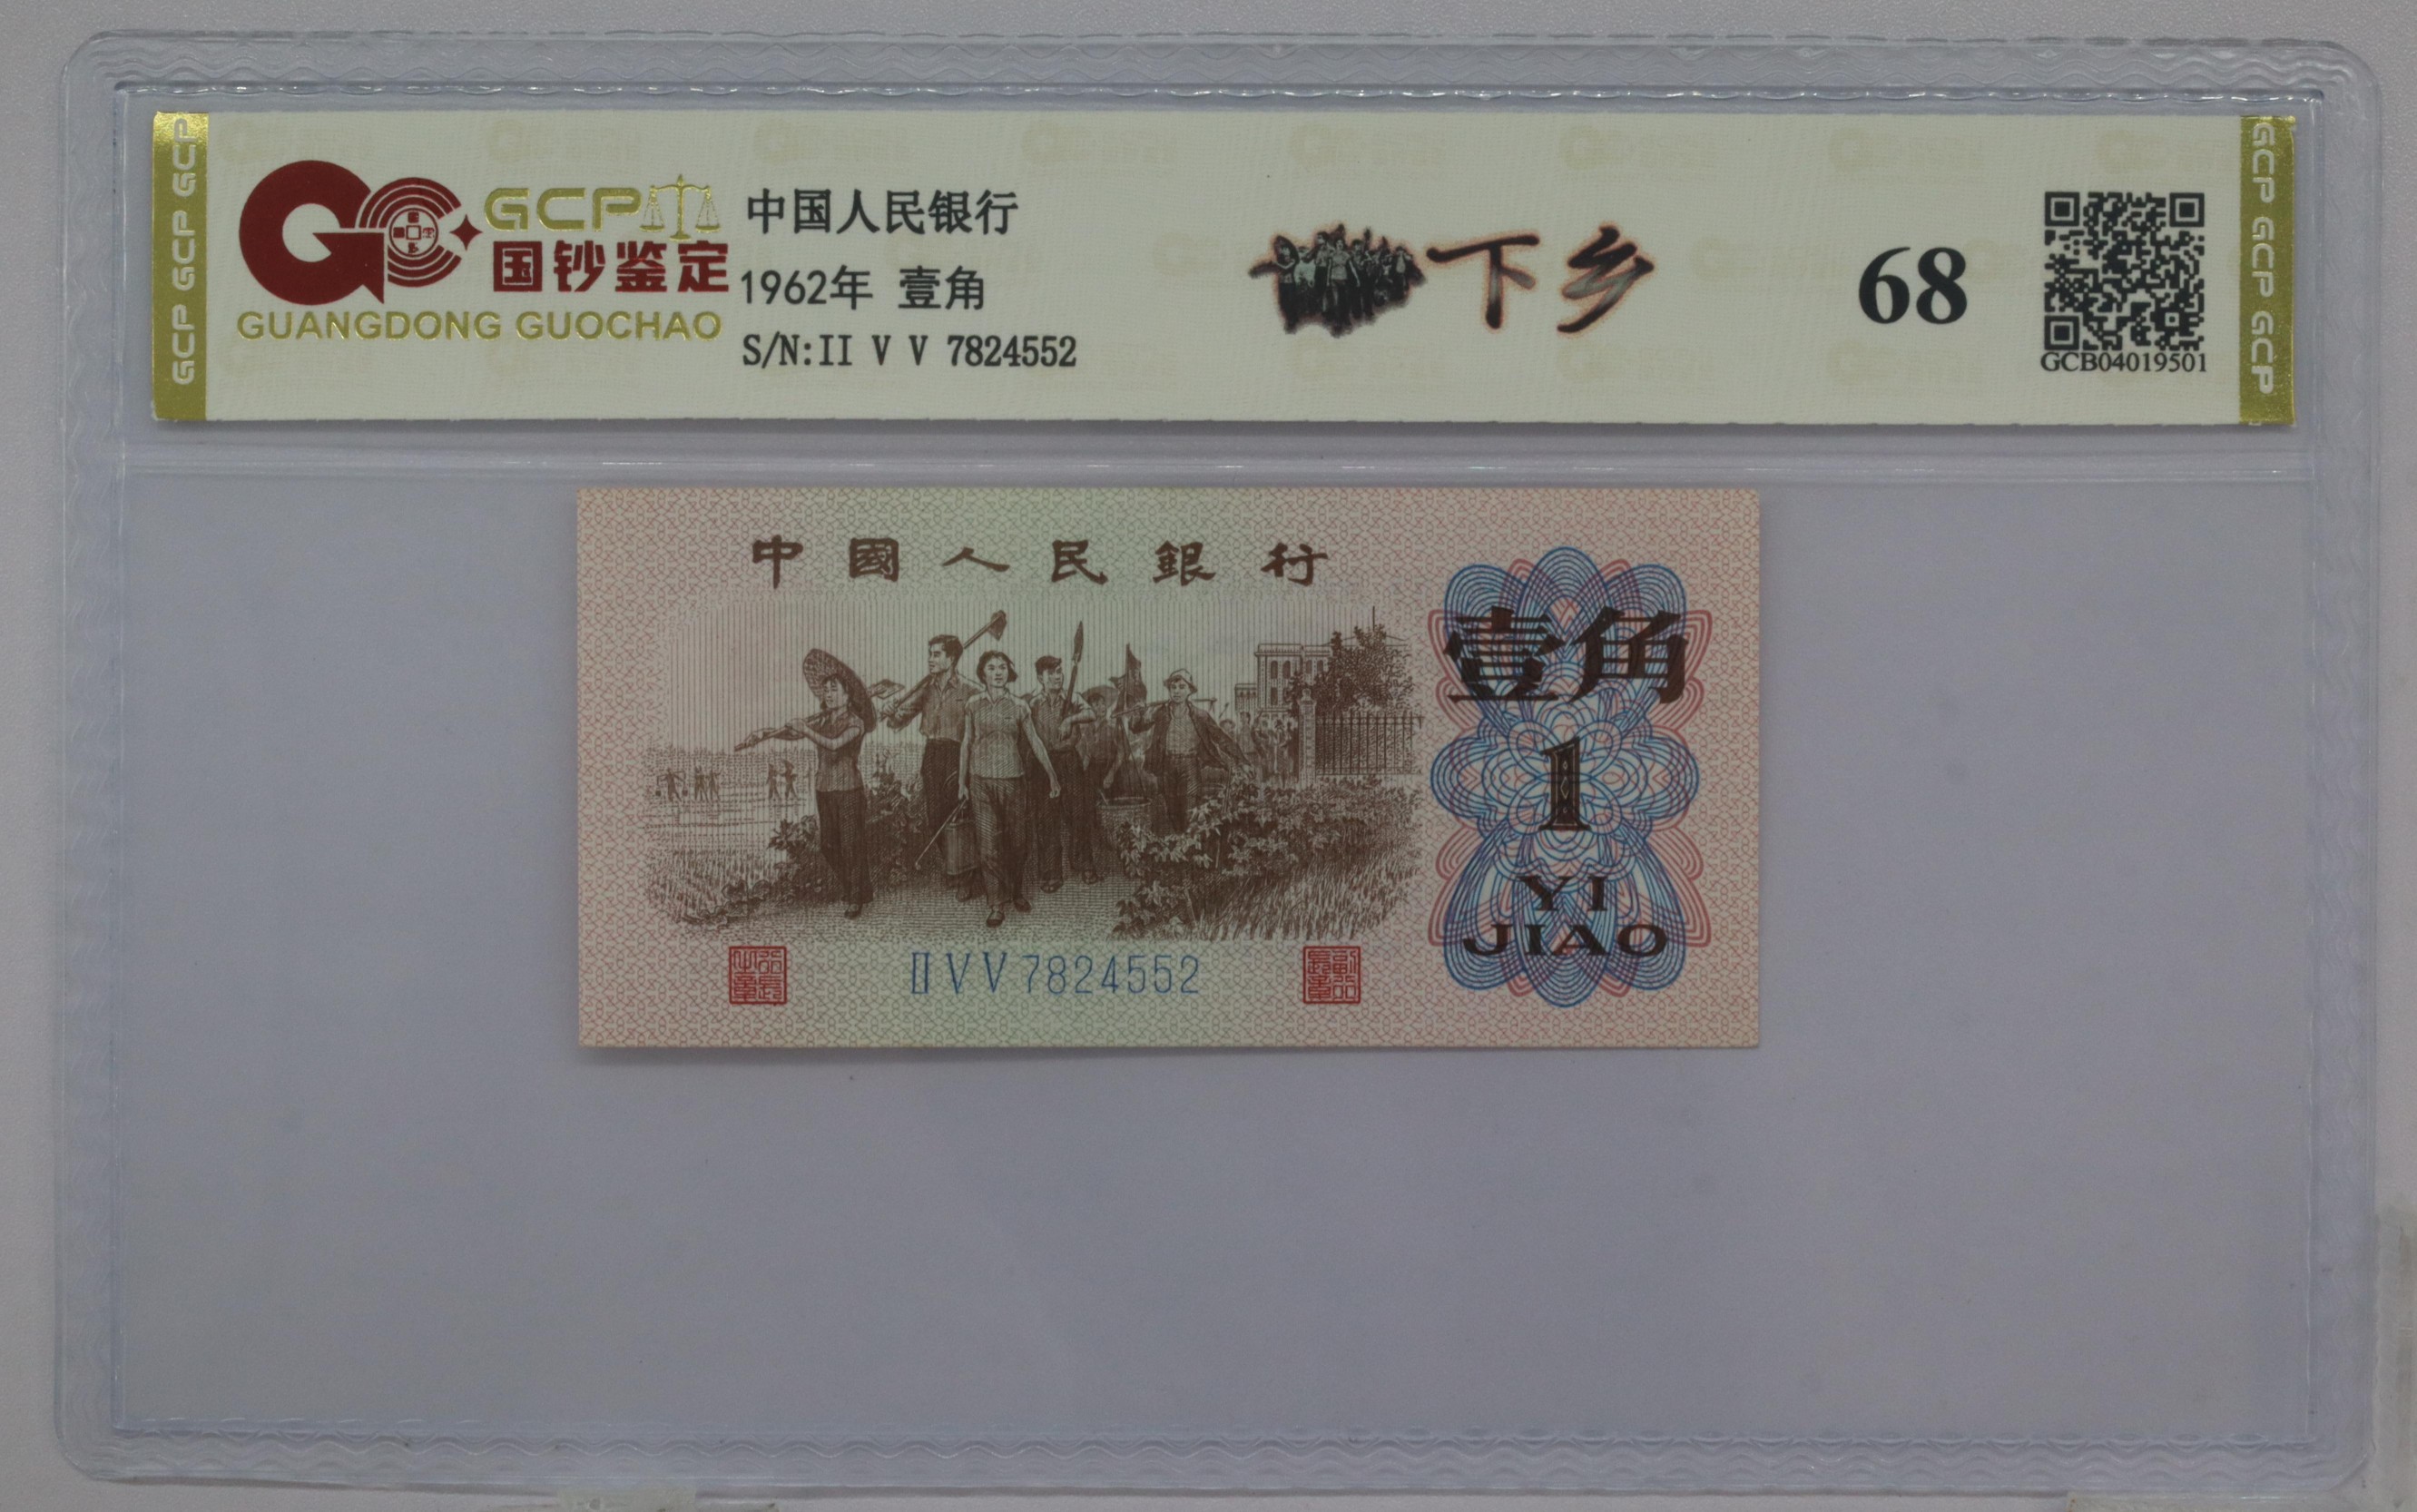 GCP GCP GCP
GCP
国钞鉴定
GUANGDONG GUOCHAO
中国人民银行
1962年 壹角
S/N:II V V 7824552
下乡
68
GCB04019501
GCP GCP GCP
中國人民銀行
壹角
1
YI
JIAO
II V V 7824552